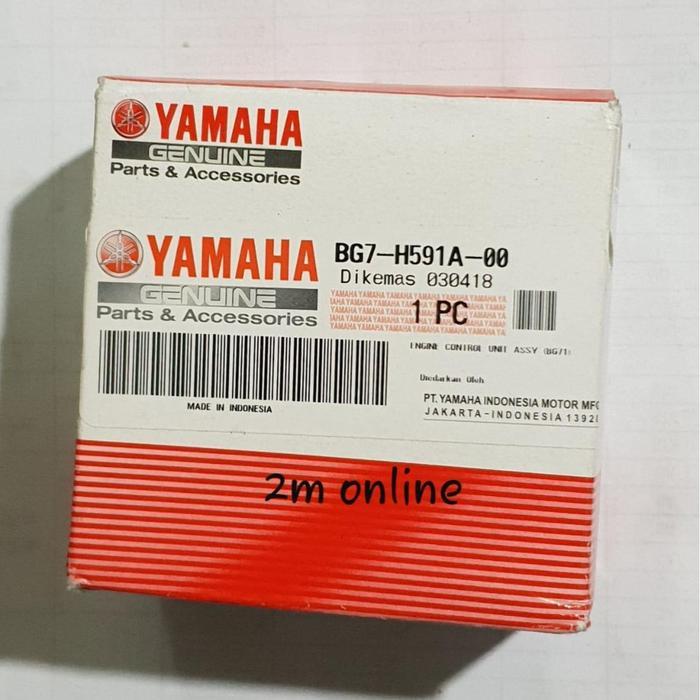 YAMAHA
GENUINE
Parts & Accessories
YAMAHA
GENUINE
Parts & Accessories
MADE IN INDONESIA
BG7-H591A-00
Dikemas 030418
1 PC
ENGINE CONTROL UNIT ASSY (BG71)
Diedarkan Oleh
PT. YAMAHA INDONESIA MOTOR MFG
JAKARTA-INDONESIA 1392
2m online